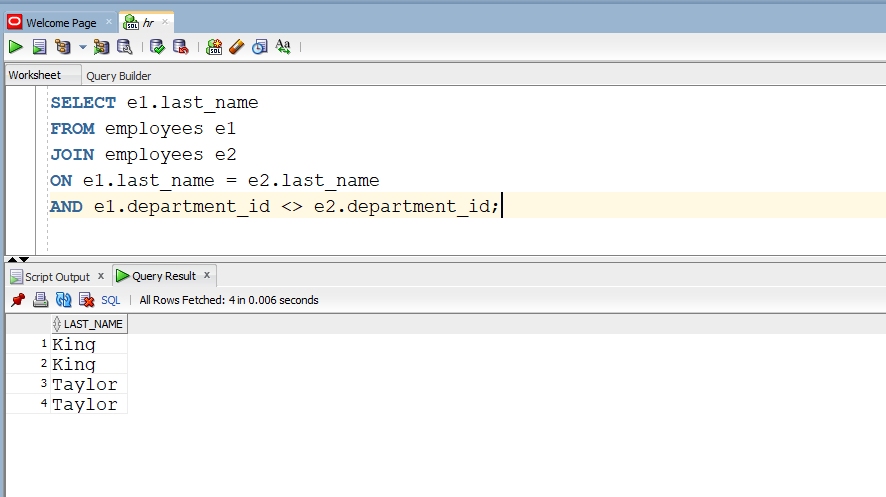 Welcome Page × hr ×
Worksheet Query Builder
SELECT e1.last_name
FROM employees e1
JOIN employees e2
ON e1.last_name = e2.last_name
AND e1.department_id <> e2.department_id;
Script Output × Query Result ×
SQL | All Rows Fetched: 4 in 0.006 seconds
LAST_NAME
1 King
2 King
3 Taylor
4 Taylor